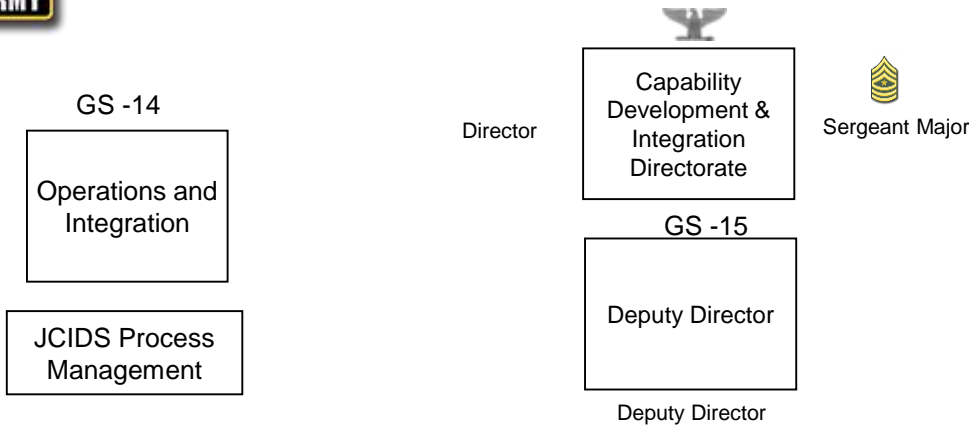 GS -14
Operations and
Integration
JCIDS Process
Management
Director
Capability
Development &
Integration
Directorate
Sergeant Major
GS -15
Deputy Director
Deputy Director